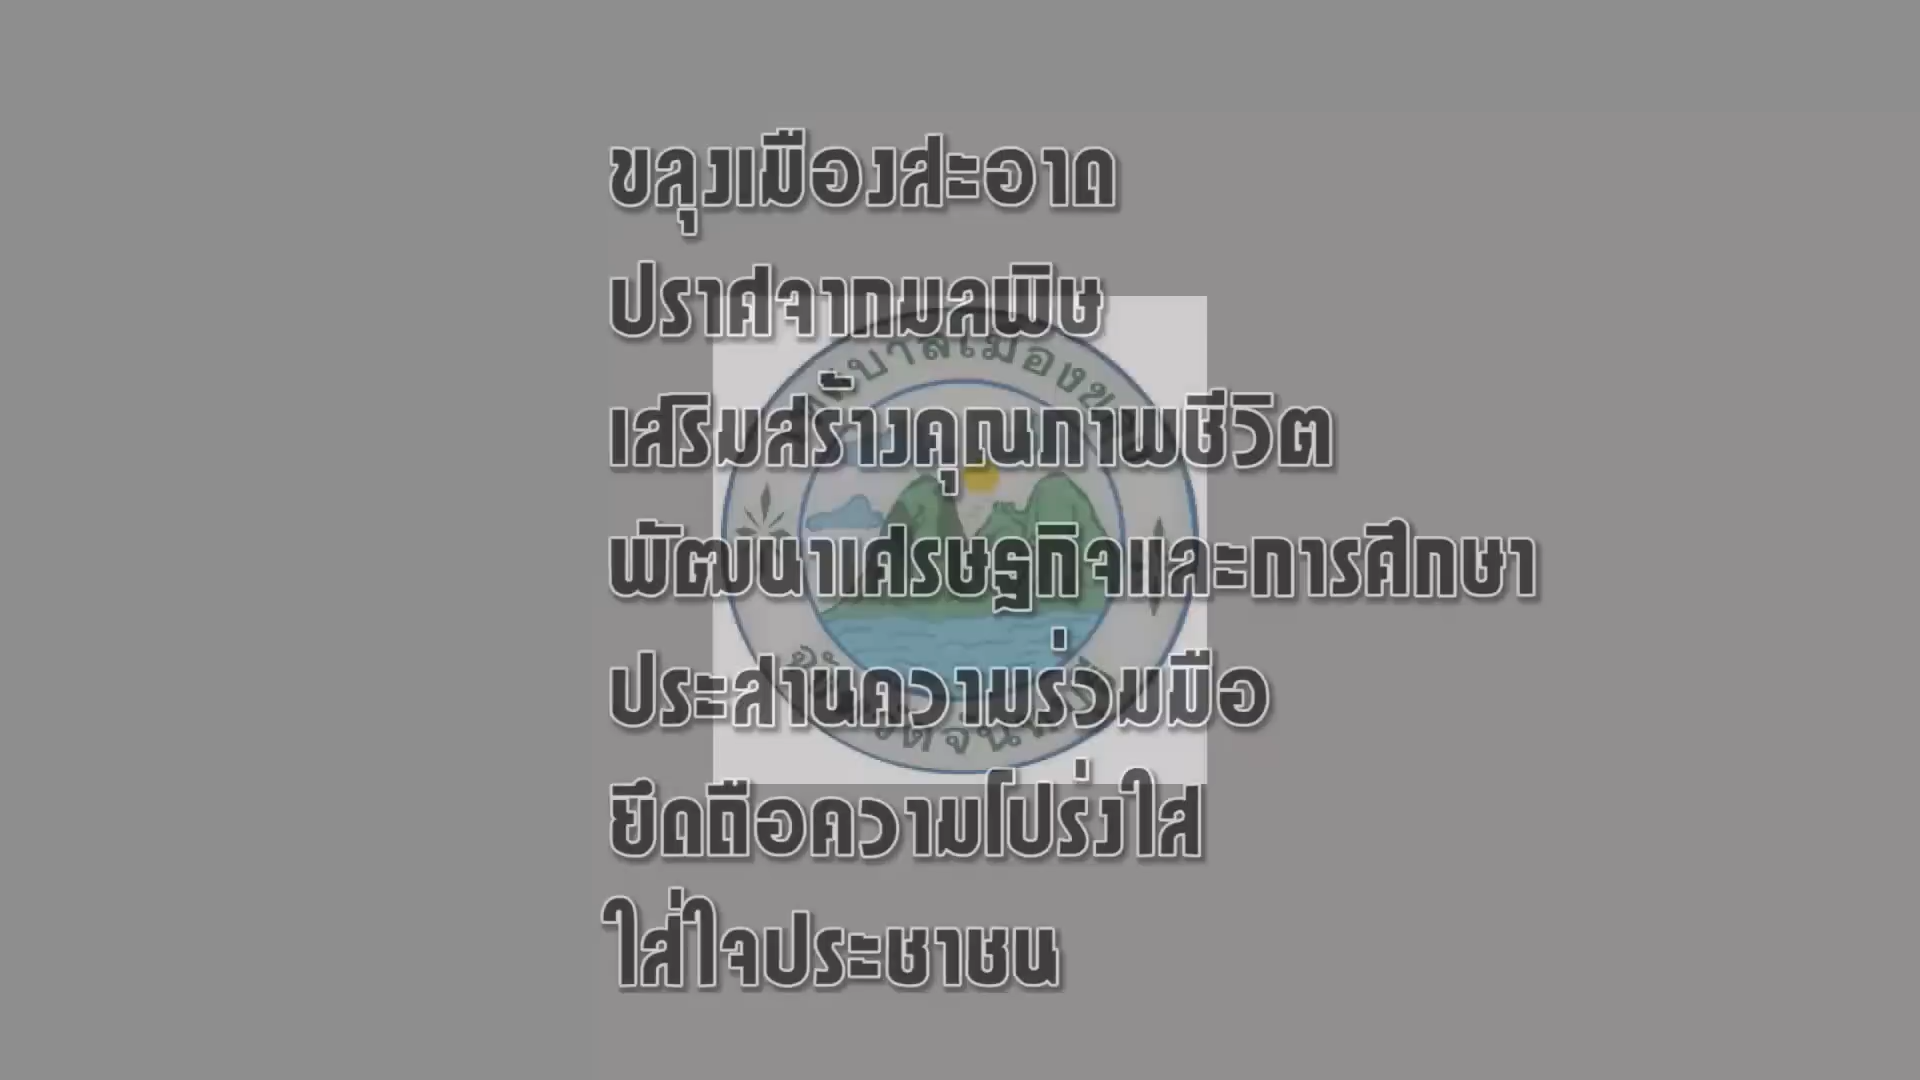 ขลุงเมืองสะอาด
ปราศจากมลพิษ
เสริมสร้างคุณภาพชีวิต
พัฒนาเศรษฐกิจและการศึกษา
ประสานความร่วมมือ
ยึดถือความโปร่งใส
ใส่ใจประชาชน